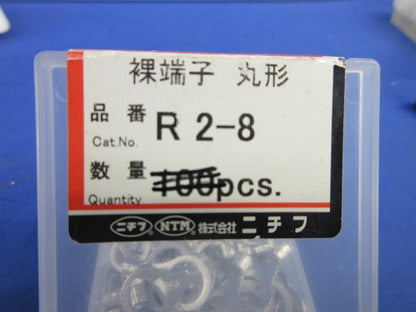 裸端子 丸形
品番 R 2-8
Cat.No.
数量 100pcs.
Quantity
ニチフ NTM 株式会社 ニチフ